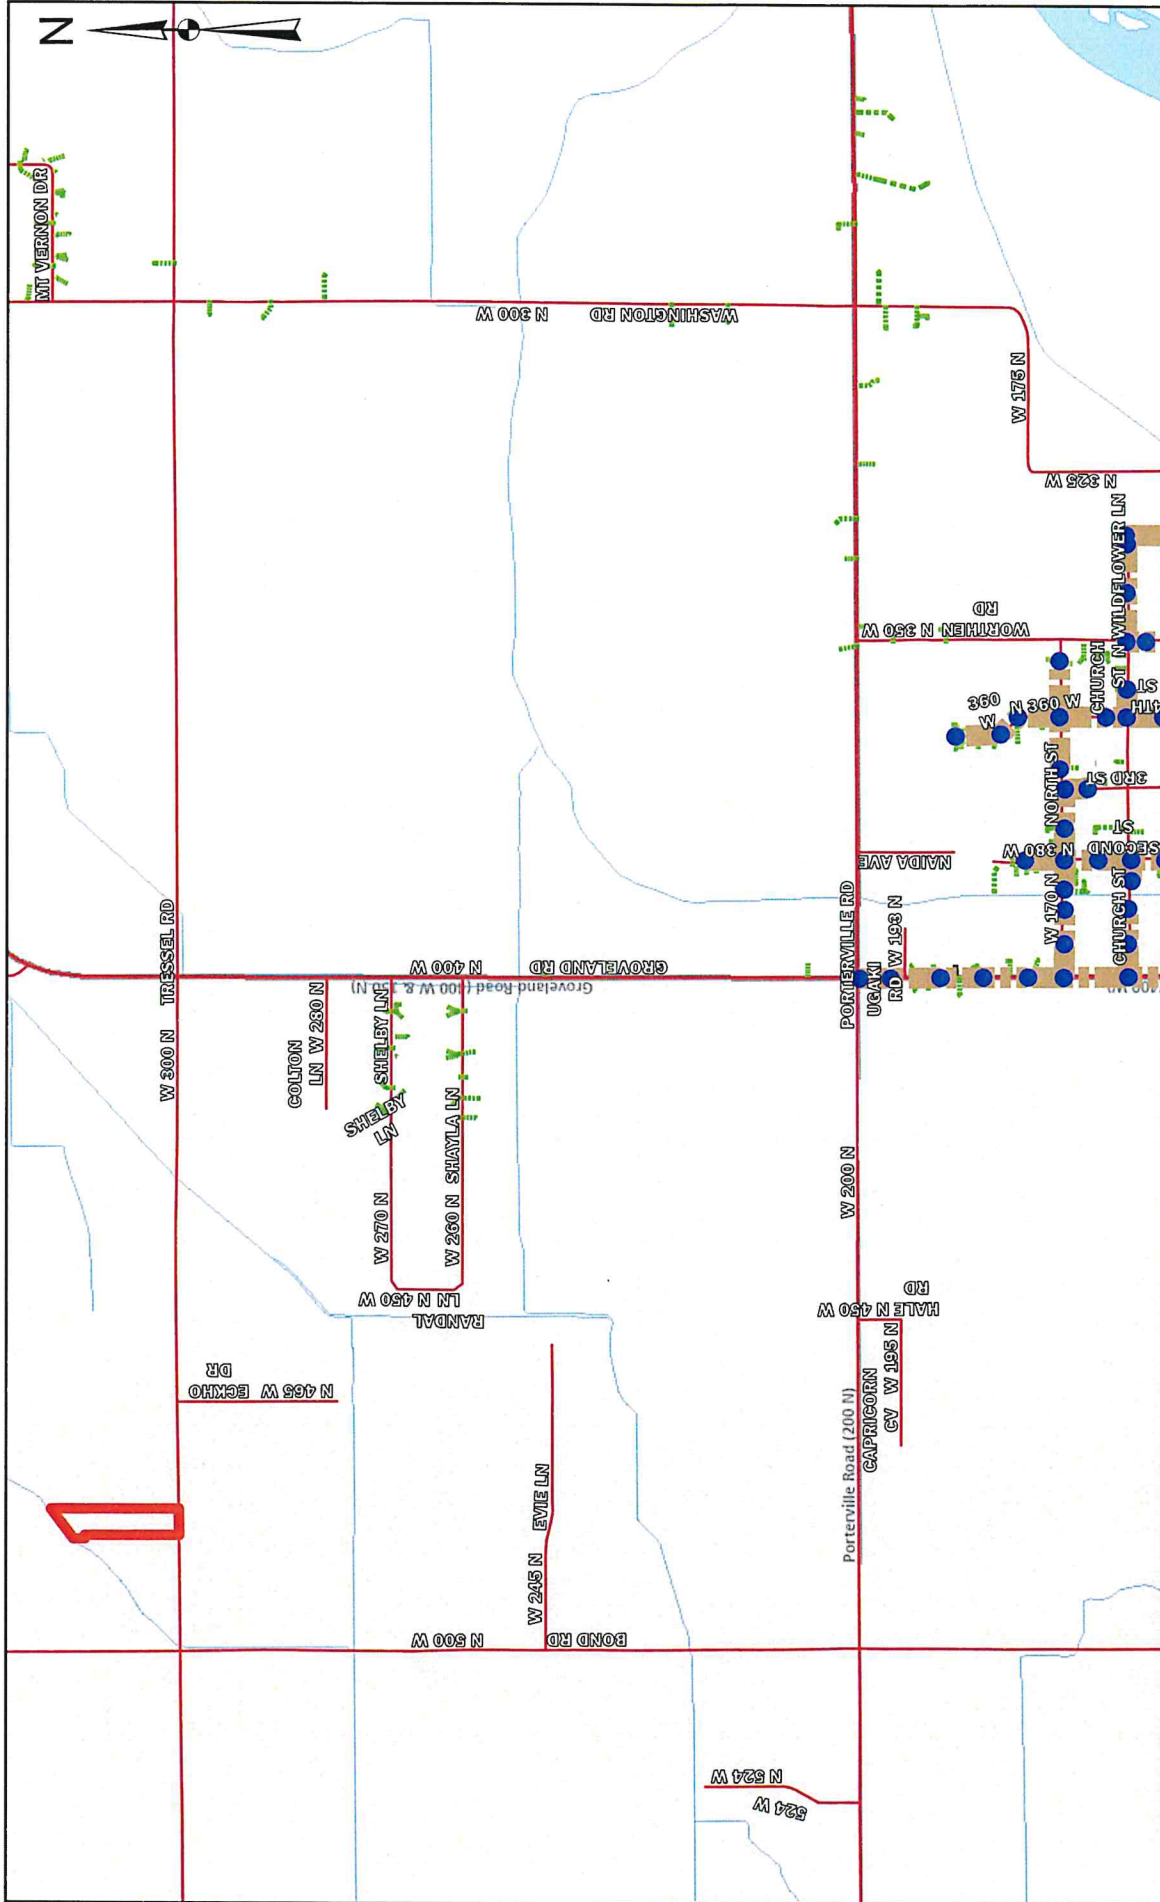 N
MT VERNON DR
W 300 N TRESSEL RD
N 465 W ECKHO
DR
COLTON
LN W 280 N
SHELBY LN
SHELBY
LN
W 270 N
W 260 N SHAYLA LN
LN N 450 W
RANDAL
N 400 W
GROVELAND RD
Groveland Road (400 W & 150 N)
N 300 W
WASHINGTON RD
N 500 W
BOND RD
W 245 N EVIE LN
N 524 W
524 W
Porterville Road (200 N)
W 200 N
PORTERVILLE RD
HALE N 450 W
RD
CAPRICORN
CV W 195 N
UGAKI
RD W 193 N
NAIDA AVE
WORTHEN N 350 W
RD
W 175 N
N 325 W
360
W
N 360 W
W 170 N
NORTH ST
SECOND N 380 W
ST
3RD ST
4TH
ST
CHURCH ST
CHURCH
ST N WILDFLOWER LN